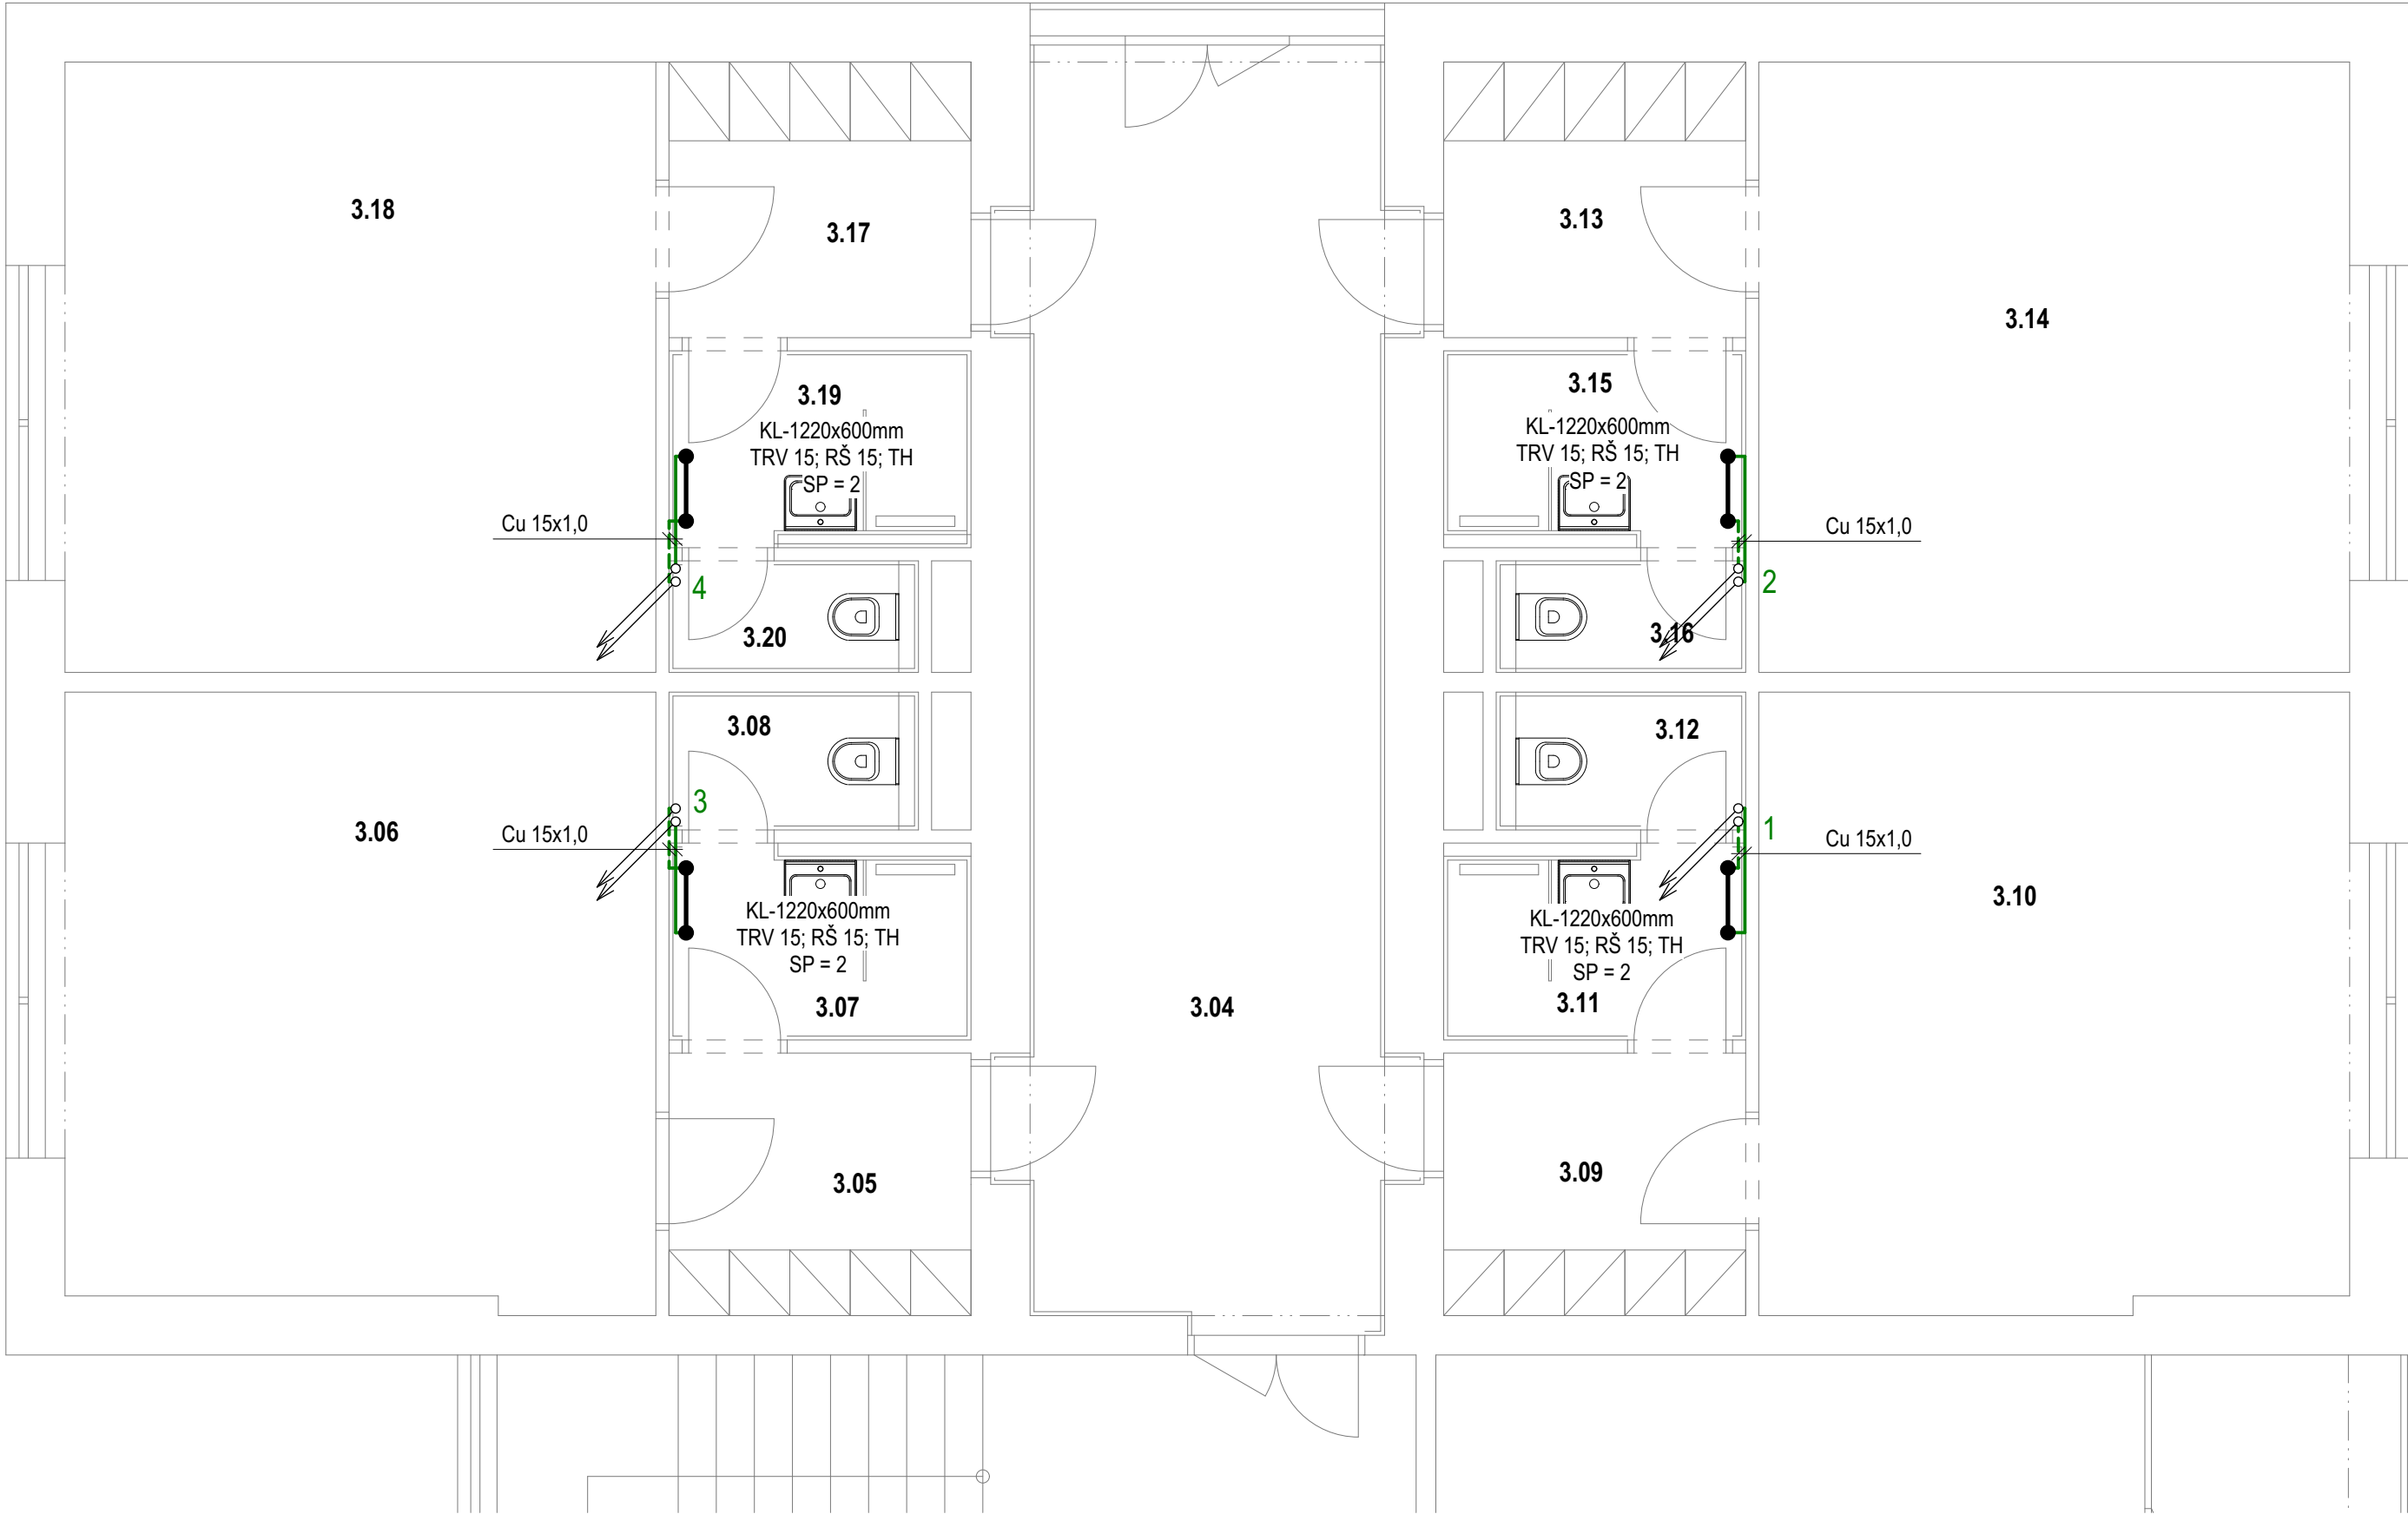 3.18
3.17
3.13
3.14
3.19
KL-1220x600mm
TRV 15; RŠ 15; TH
SP = 2
3.15
KL-1220x600mm
TRV 15; RŠ 15; TH
SP = 2
Cu 15x1,0
Cu 15x1,0
4
2
3.20
3.16
3.08
3.12
3
1
3.06
Cu 15x1,0
Cu 15x1,0
3.10
KL-1220x600mm
TRV 15; RŠ 15; TH
SP = 2
3.07
KL-1220x600mm
TRV 15; RŠ 15; TH
SP = 2
3.11
3.04
3.05
3.09